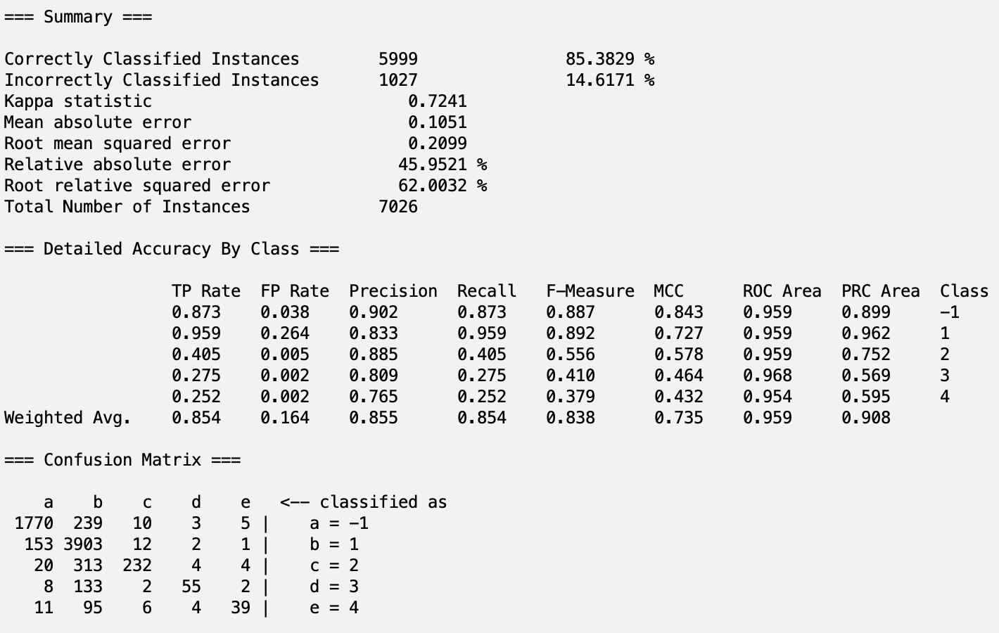 === Summary ===
Correctly Classified Instances        5999               85.3829 %
Incorrectly Classified Instances      1027               14.6171 %
Kappa statistic                          0.7241
Mean absolute error                      0.1051
Root mean squared error                  0.2099
Relative absolute error                 45.9521 %
Root relative squared error             62.0032 %
Total Number of Instances             7026
=== Detailed Accuracy By Class ===
                 TP Rate  FP Rate  Precision  Recall   F-Measure  MCC      ROC Area  PRC Area  Class
                 0.873    0.038    0.902      0.873    0.887      0.843    0.959     0.899     -1
                 0.959    0.264    0.833      0.959    0.892      0.727    0.959     0.962     1
                 0.405    0.005    0.885      0.405    0.556      0.578    0.959     0.752     2
                 0.275    0.002    0.809      0.275    0.410      0.464    0.968     0.569     3
                 0.252    0.002    0.765      0.252    0.379      0.432    0.954     0.595     4
Weighted Avg.    0.854    0.164    0.855      0.854    0.838      0.735    0.959     0.908
=== Confusion Matrix ===
    a    b    c    d    e   <-- classified as
 1770  239   10    3    5 |    a = -1
  153 3903   12    2    1 |    b = 1
   20  313  232    4    4 |    c = 2
    8  133    2   55    2 |    d = 3
   11   95    6    4   39 |    e = 4